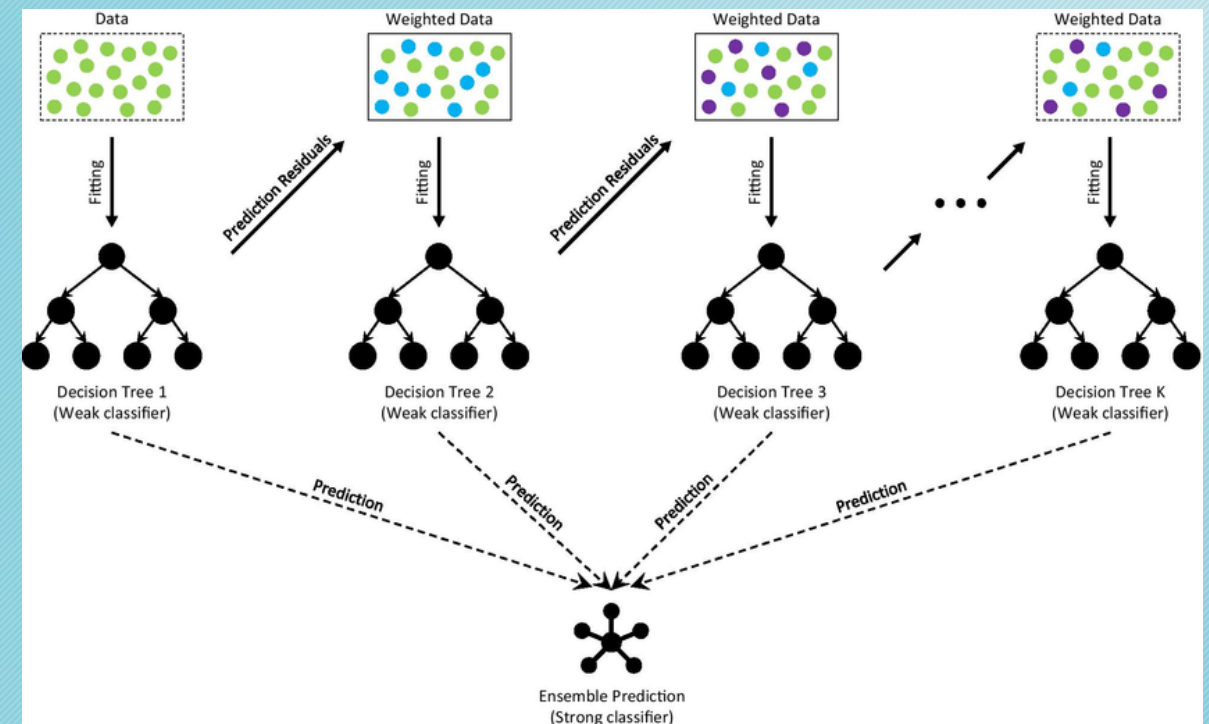 Data
Weighted Data
Weighted Data
Weighted Data
Fitting
Prediction Residuals
Fitting
Prediction Residuals
Fitting
Fitting
Decision Tree 1
(Weak classifier)
Decision Tree 2
(Weak classifier)
Decision Tree 3
(Weak classifier)
Decision Tree K
(Weak classifier)
Prediction
Prediction
Prediction
Prediction
Ensemble Prediction
(Strong classifier)